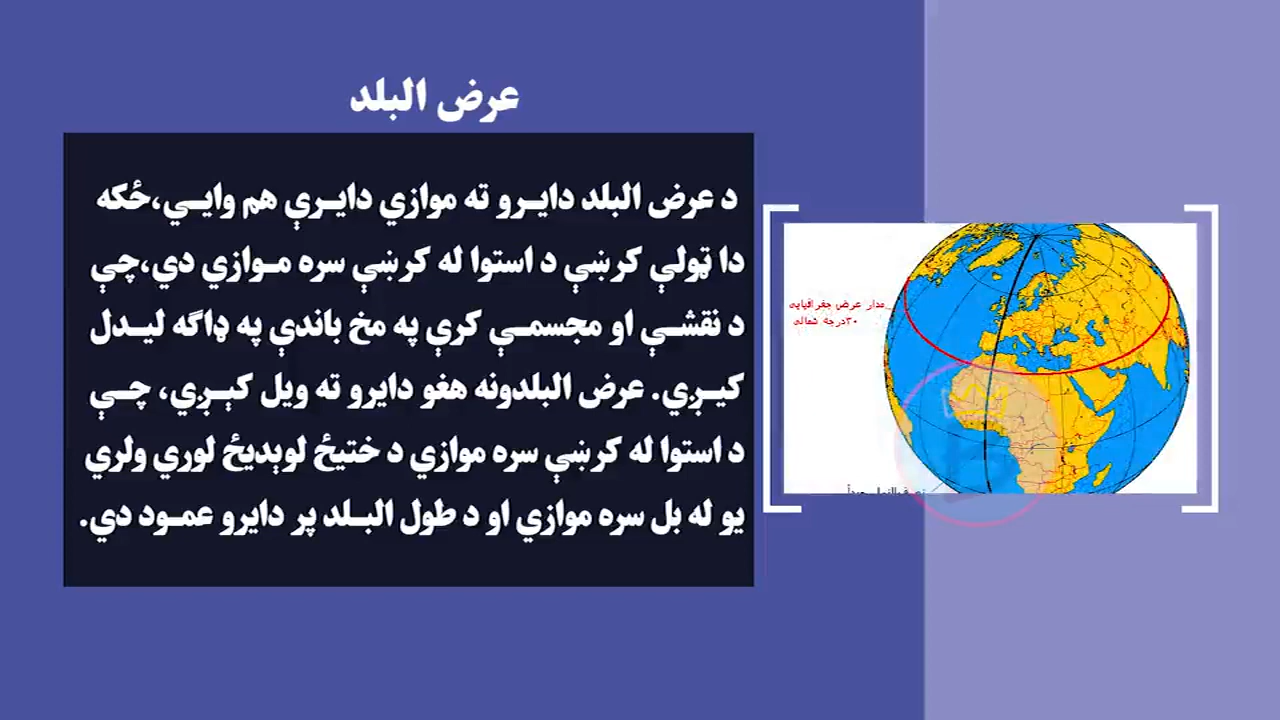 عرض البلد
د عرض البلد دایـرو ته موازي دایـرې هم وایـي،ځکه
دا ټولې کرښې د استوا له کرښې سره مـوازي دي،چې
د نقشـې او مجسمـې کرې په مخ باندې په ډاګه لیـدل
کیـږي. عرض البلدونه هغو دایرو ته ویل کېـږي، چـې
د استوا له کرښې سره موازي د ختیځ لوېدیځ لوري ولري
یو له بل سره موازي او د طول البـلد پر دایرو عمـود دي.
مدار عرض جغرافیایی
۳۰درجه شمالی